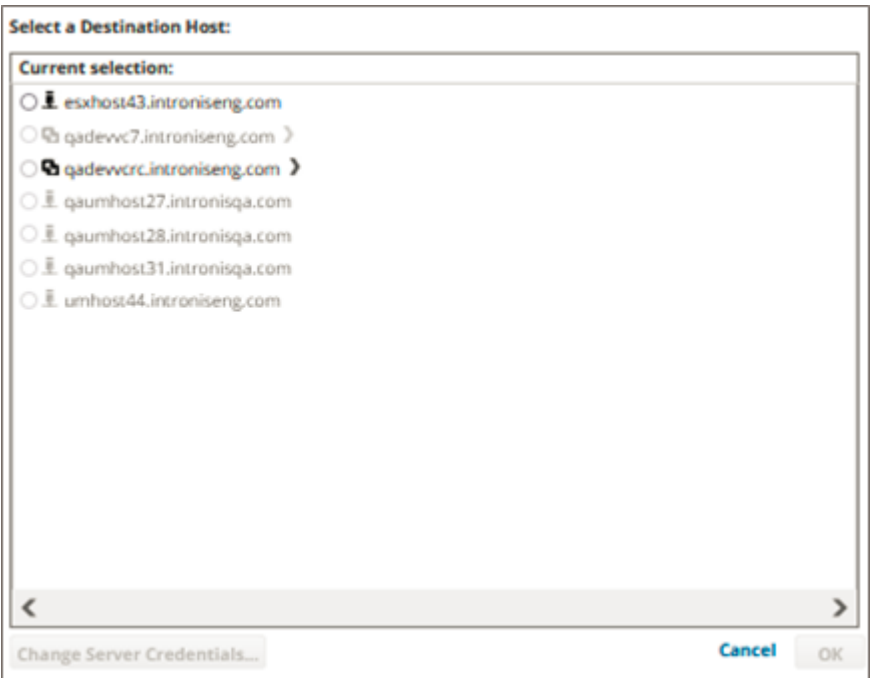 Select a Destination Host:
Current selection:
esxhost43.introniseng.com
qadevvc7.introniseng.com
qadevvcrc.introniseng.com
qaumhost27.intronisqa.com
qaumhost28.intronisqa.com
qaumhost31.intronisqa.com
umhost44.introniseng.com
Change Server Credentials...
Cancel
OK